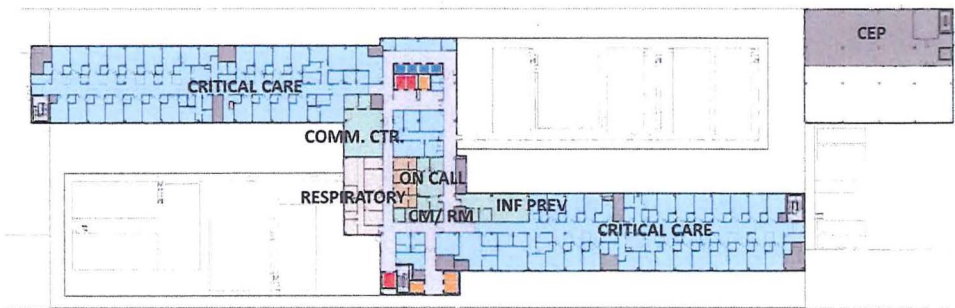 CEP
CRITICAL CARE
COMM. CTR.
ON CALL
RESPIRATORY
INF PREV
CM/ RM
CRITICAL CARE